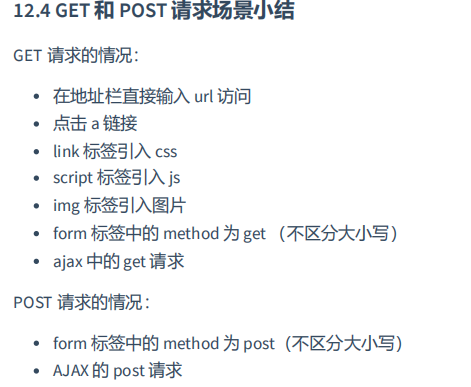 12.4 GET 和 POST 请求场景小结
GET 请求的情况：
• 在地址栏直接输入 url 访问
• 点击 a 链接
• link 标签引入 css
• script 标签引入 js
• img 标签引入图片
• form 标签中的 method 为 get （不区分大小写）
• ajax 中的 get 请求
POST 请求的情况：
• form 标签中的 method 为 post（不区分大小写）
• AJAX 的 post 请求